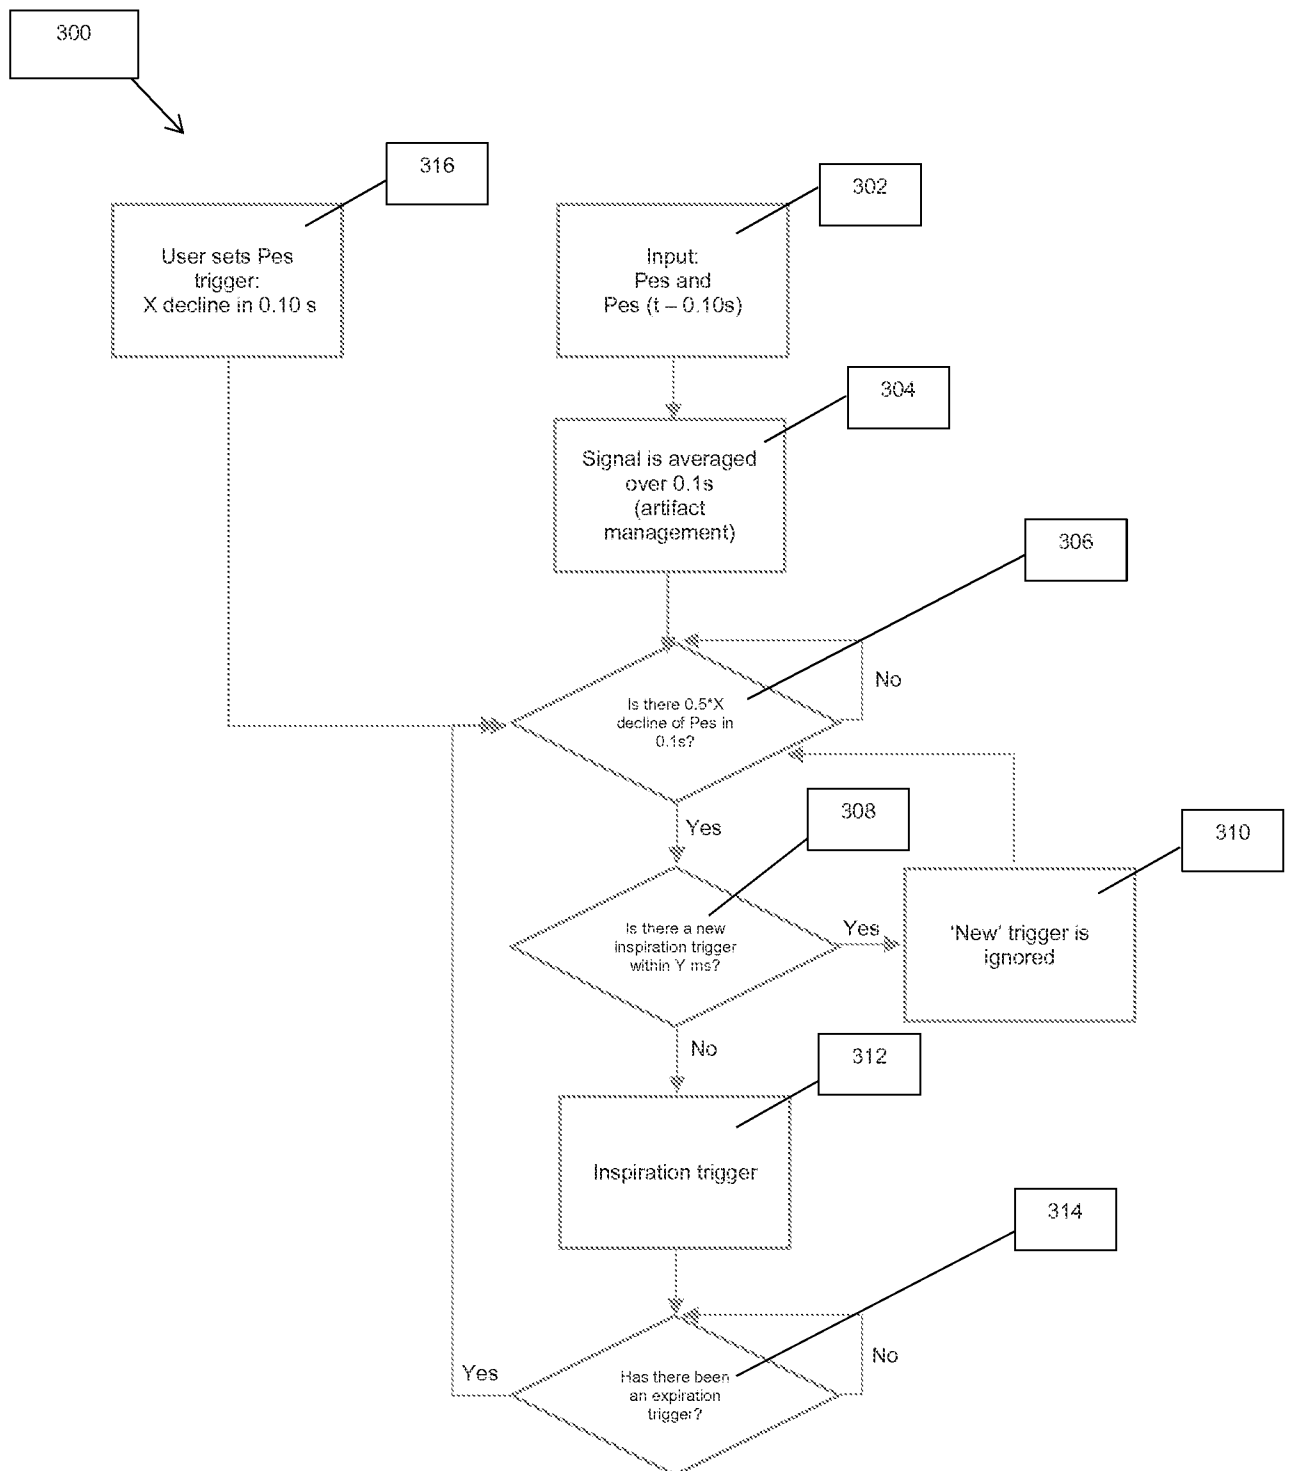 300
316
302
User sets Pes
trigger:
X decline in 0.10 s
Input:
Pes and
Pes (t – 0.10s)
304
Signal is averaged
over 0.1s
(artifact
management)
306
No
Is there 0.5*X
decline of Pes in
0.1s?
308
Yes
310
Is there a new
inspiration trigger
within Y ms?
Yes
'New' trigger is
ignored
No
312
Inspiration trigger
314
No
Yes
Has there been
an expiration
trigger?